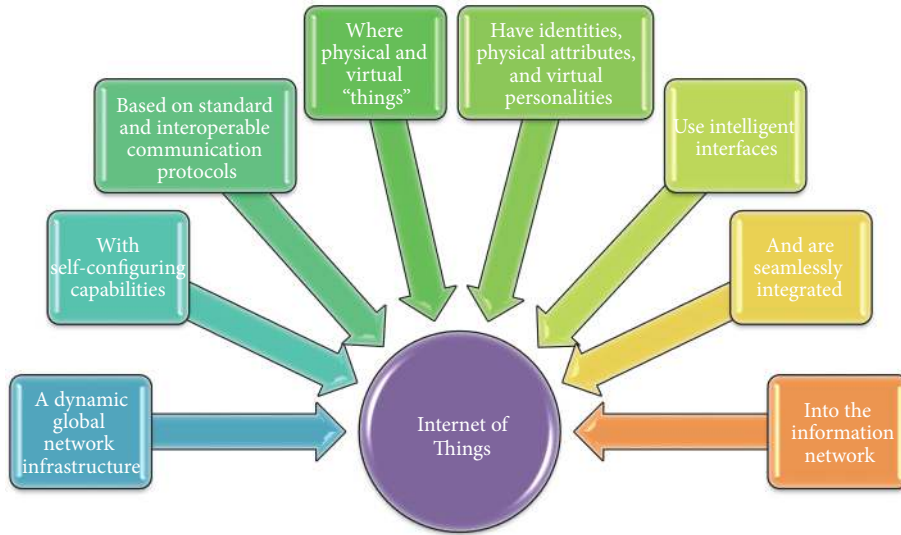 A dynamic
global
network
infrastructure
With
self-configuring
capabilities
Based on standard
and interoperable
communication
protocols
Where
physical and
virtual
“things”
Have identities,
physical attributes,
and virtual
personalities
Use intelligent
interfaces
And are
seamlessly
integrated
Into the
information
network
Internet of
Things